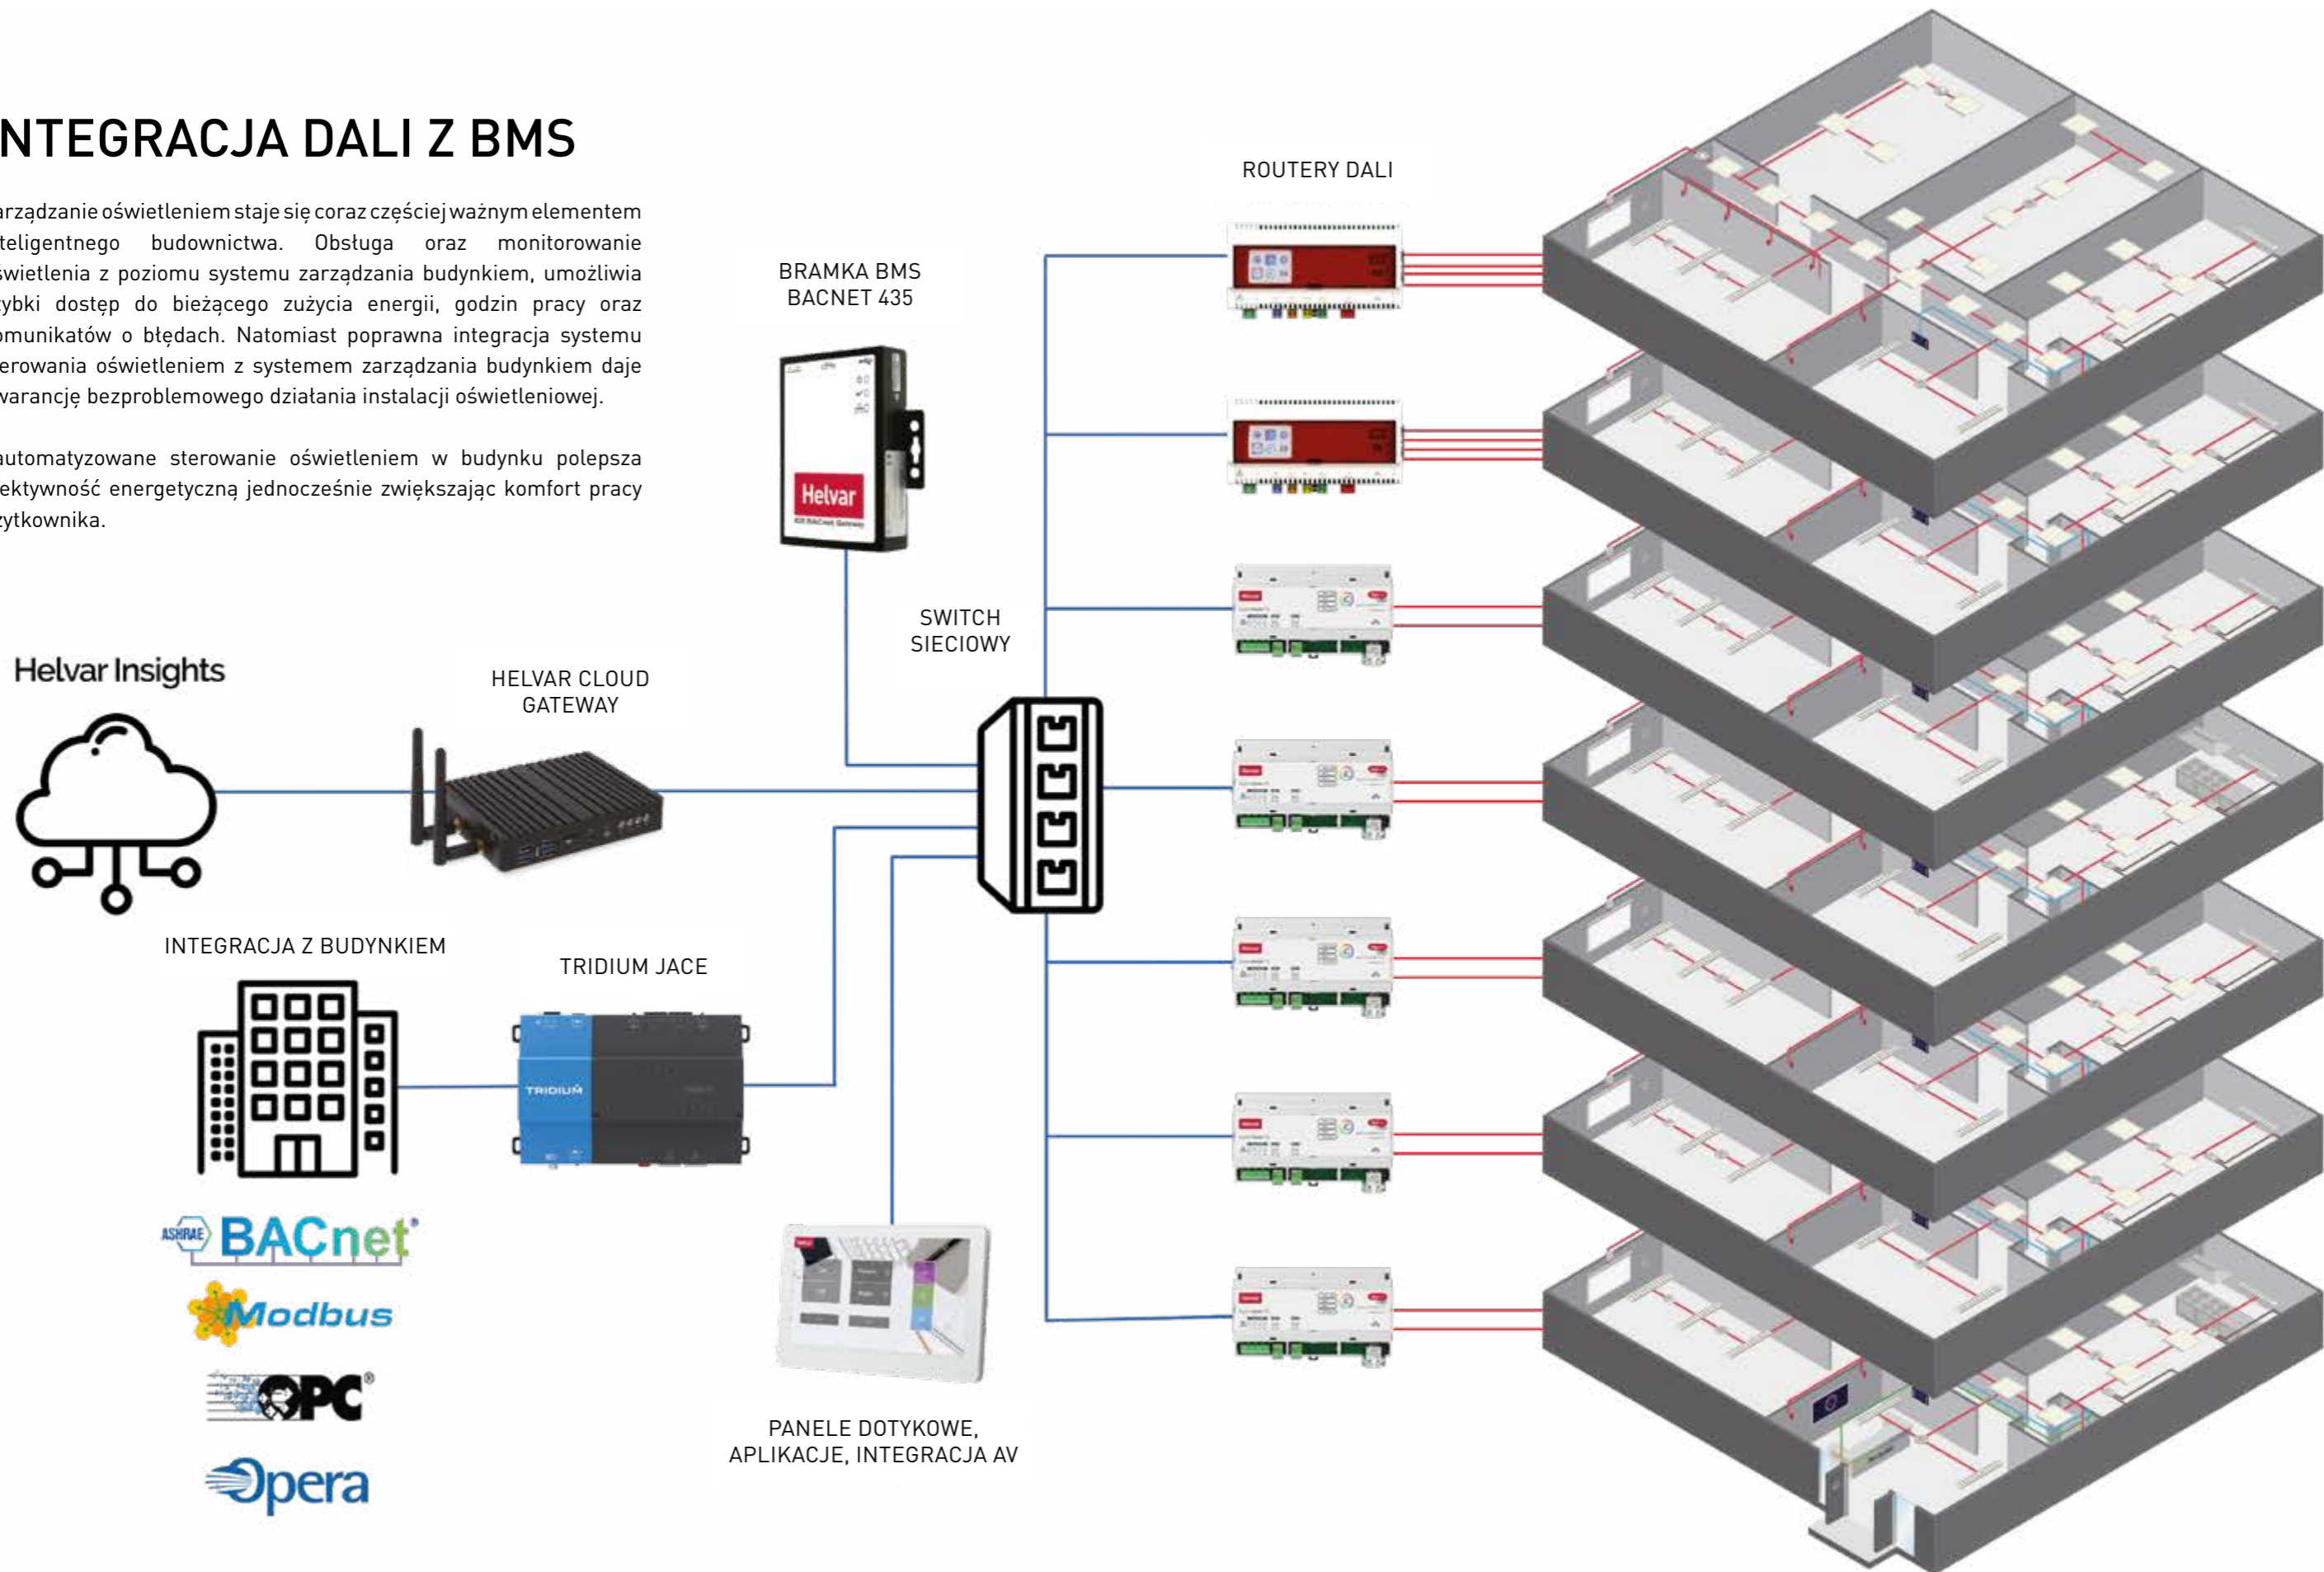 NTEGRACJA DALI Z BMS
arządzanie oświetleniem staje się coraz częściej ważnym elementem
teligentnego budownictwa. Obsługa oraz monitorowanie
świetlenia z poziomu systemu zarządzania budynkiem, umożliwia
ybki dostęp do bieżącego zużycia energii, godzin pracy oraz
omunikatów o błędach. Natomiast poprawna integracja systemu
erowania oświetleniem z systemem zarządzania budynkiem daje
warancję bezproblemowego działania instalacji oświetleniowej.
automatyzowane sterowanie oświetleniem w budynku polepsza
ektywność energetyczną jednocześnie zwiększając komfort pracy
żytkownika.
ROUTERY DALI
BRAMKA BMS
BACNET 435
Helvar
435 BACnet Gateway
SWITCH
SIECIOWY
Helvar Insights
HELVAR CLOUD
GATEWAY
INTEGRACJA Z BUDYNKIEM
TRIDIUM JACE
TRIDIUM
ASHRAE BACnet®
Modbus
OPC®
Opera
PANELE DOTYKOWE,
APLIKACJE, INTEGRACJA AV